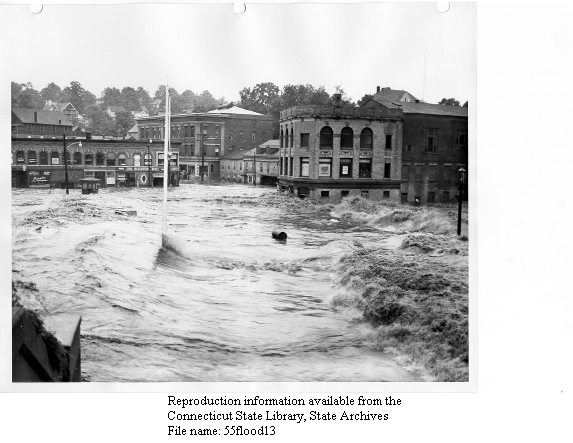 Reproduction information available from the
Connecticut State Library, State Archives
File name: 55flood13